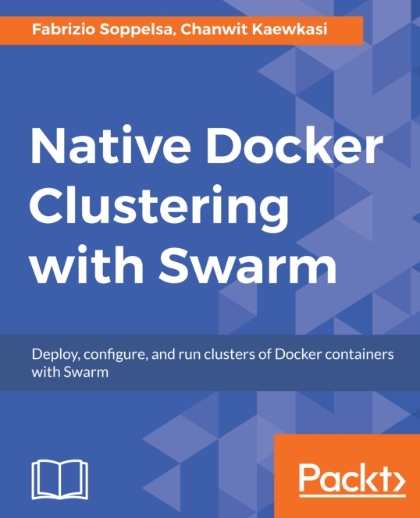 Fabrizio Soppelsa, Chanwit Kaewkasi
Native Docker
Clustering
with Swarm
Deploy, configure, and run clusters of Docker containers
with Swarm
Packt>